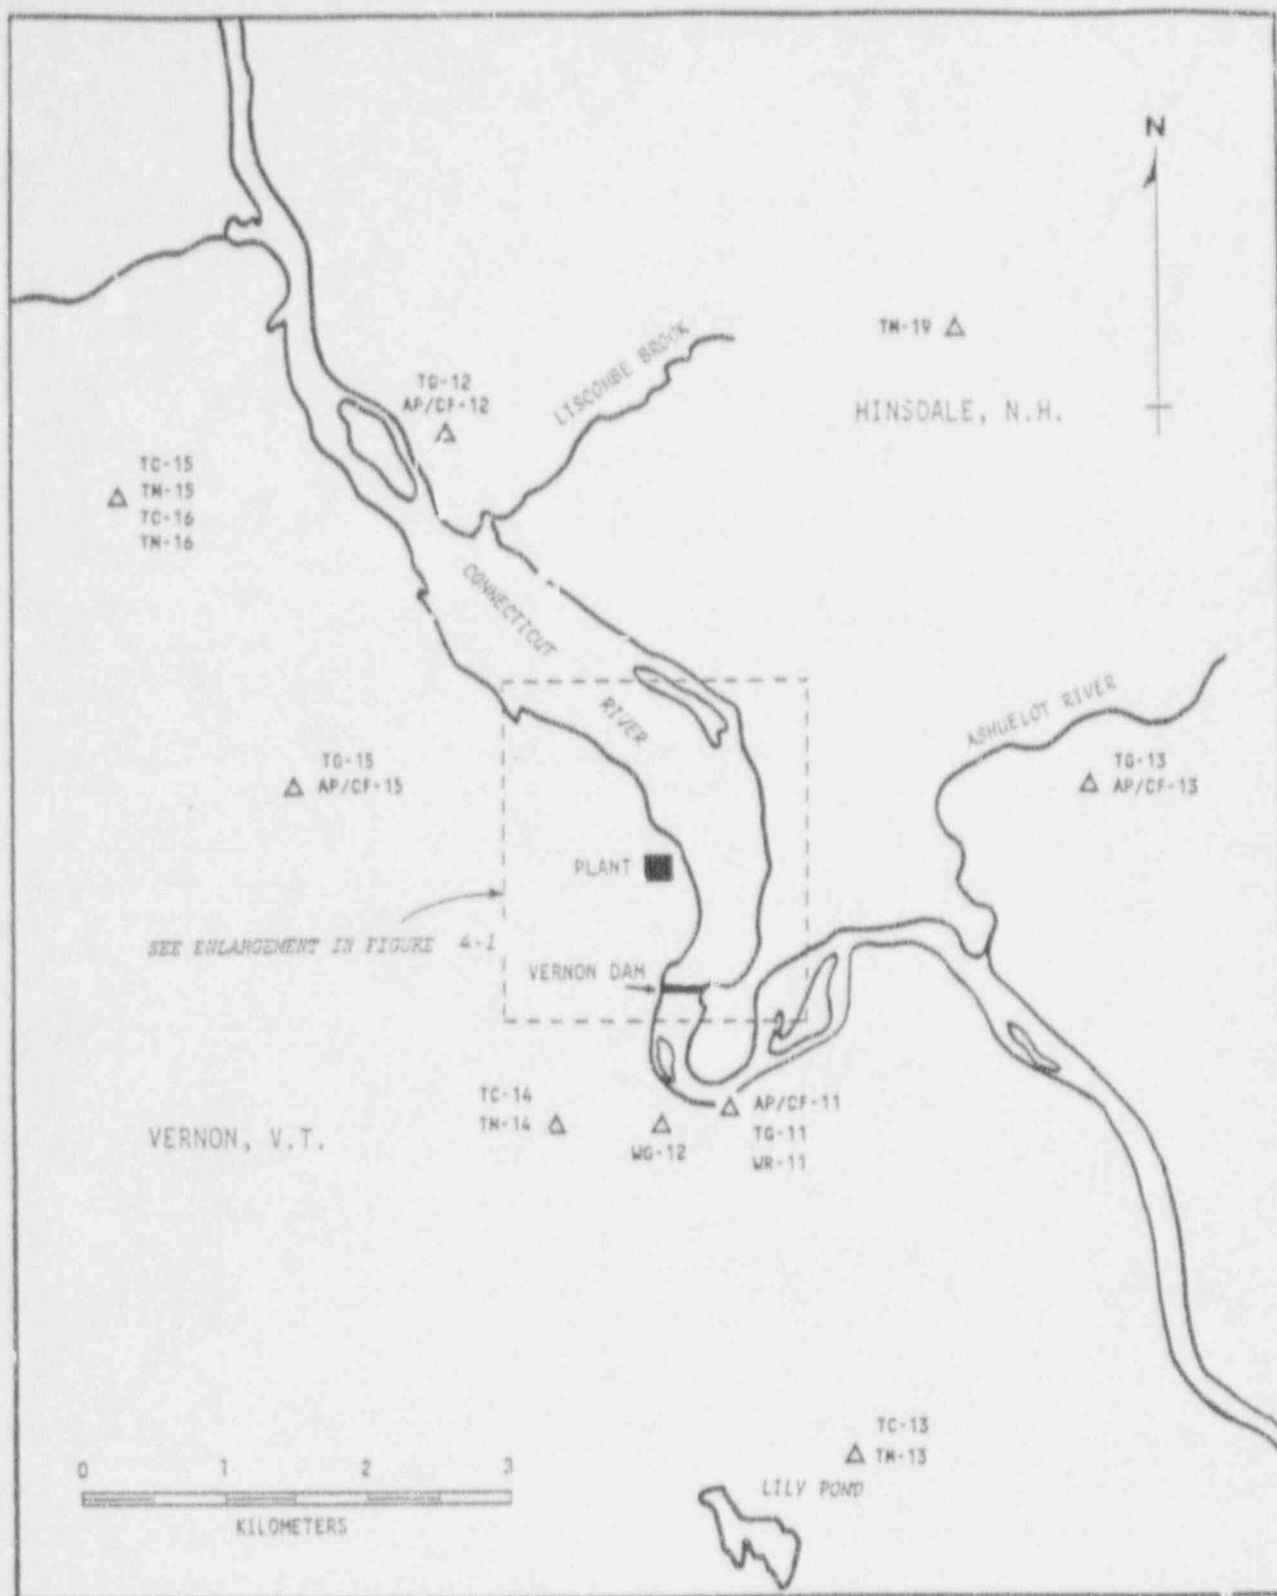 N
TM-19
HINSDALE, N.H.
LISCOMBE BROOK
TG-12
AP/CF-12
TC-15
TM-15
TC-16
TM-16
CONNECTICUT
RIVER
ASHUELOT RIVER
TG-15
AP/CF-15
TG-13
AP/CF-13
PLANT
SEE ENLARGEMENT IN FIGURE 4-1
VERNON DAM
TC-14
TM-14
WG-12
AP/CF-11
TG-11
WR-11
VERNON, V.T.
TC-13
TM-13
LILY POND
0 1 2 3
KILOMETERS